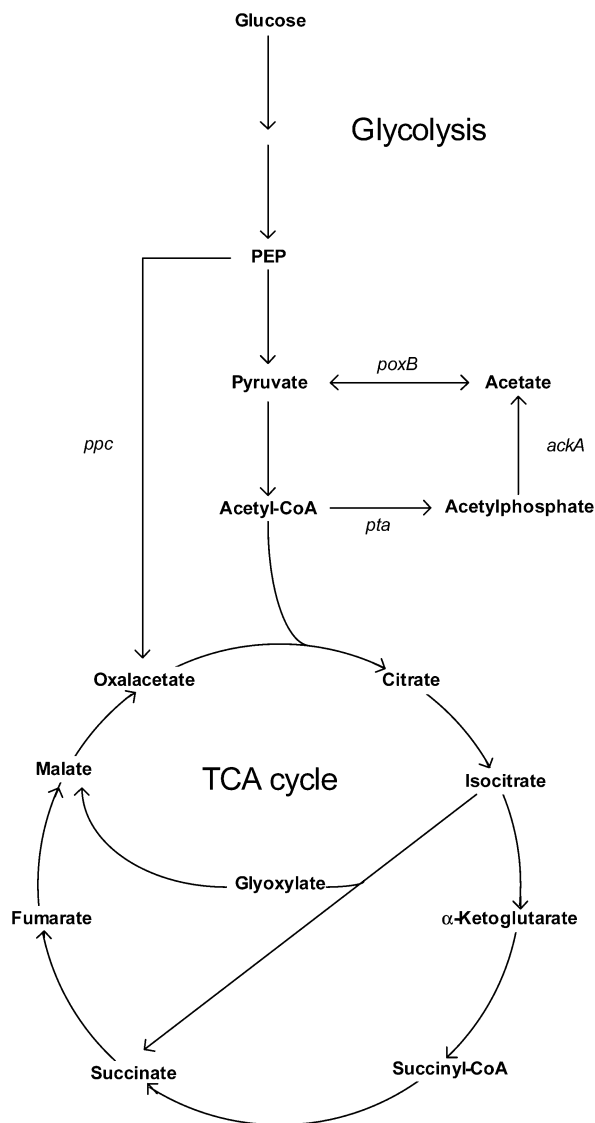 Glucose
Glycolysis
PEP
poxB
Pyruvate
Acetate
ppc
ackA
Acetyl-CoA
Acetylphosphate
pta
Oxalacetate
Citrate
Malate
TCA cycle
Isocitrate
Glyoxylate
Fumarate
α-Ketoglutarate
Succinate
Succinyl-CoA